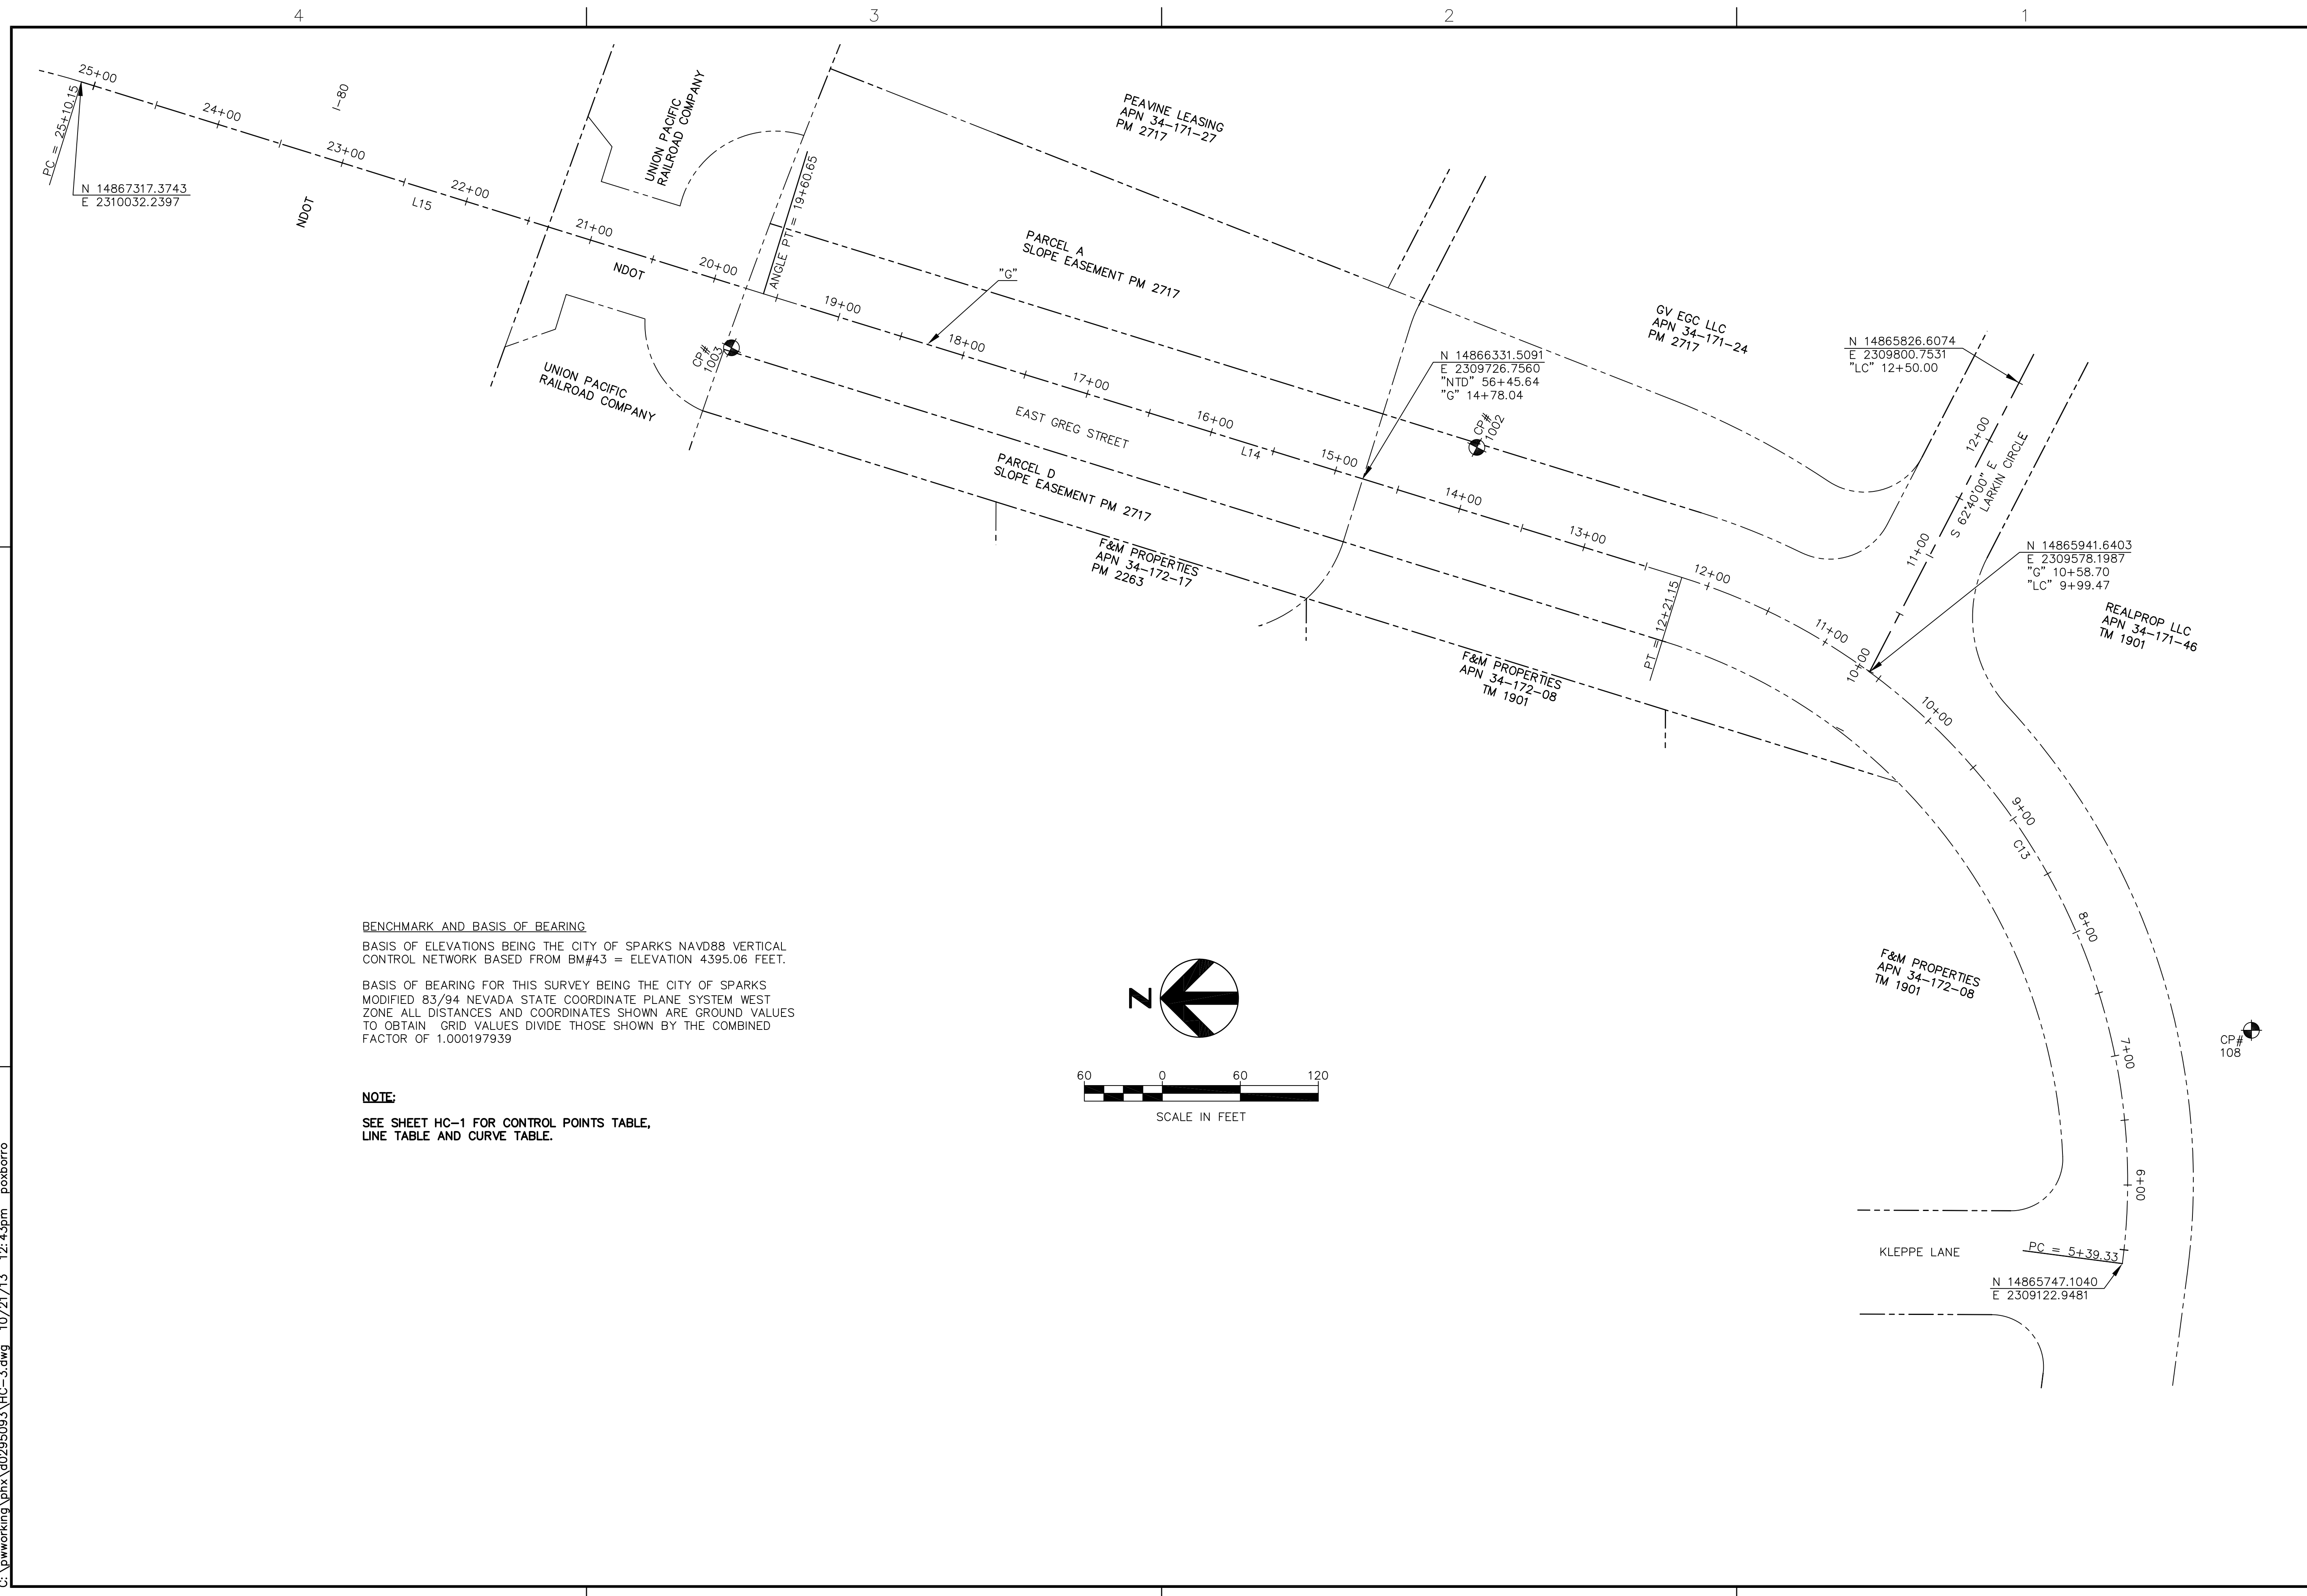 4
3
2
1
25+00
24+00
23+00
22+00
21+00
20+00
19+00
18+00
17+00
16+00
15+00
14+00
13+00
12+00
11+00
10+00
9+00
8+00
7+00
6+00
PC = 25+10.15
N 14867317.3743
E 2310032.2397
I-80
NDOT
L15
UNION PACIFIC
RAILROAD COMPANY
NDOT
UNION PACIFIC
RAILROAD COMPANY
ANGLE PT = 19+60.65
CP#
1003
PEAVINE LEASING
APN 34-171-27
PM 2717
PARCEL A
SLOPE EASEMENT PM 2717
"G"
EAST GREG STREET
L14
PARCEL D
SLOPE EASEMENT PM 2717
F&M PROPERTIES
APN 34-172-17
PM 2263
N 14866331.5091
E 2309726.7560
"NTD" 56+45.64
"G" 14+78.04
CP#
1002
GV EGC LLC
APN 34-171-24
PM 2717
N 14865826.6074
E 2309800.7531
"LC" 12+50.00
12+00
11+00
10+00
S 62°40'00" E
LARKIN CIRCLE
N 14865941.6403
E 2309578.1987
"G" 10+58.70
"LC" 9+99.47
REALPROP LLC
APN 34-171-46
TM 1901
PT = 12+21.15
F&M PROPERTIES
APN 34-172-08
TM 1901
C13
F&M PROPERTIES
APN 34-172-08
TM 1901
CP#
108
KLEPPE LANE
PC = 5+39.33
N 14865747.1040
E 2309122.9481
BENCHMARK AND BASIS OF BEARING
BASIS OF ELEVATIONS BEING THE CITY OF SPARKS NAVD88 VERTICAL
CONTROL NETWORK BASED FROM BM#43 = ELEVATION 4395.06 FEET.
BASIS OF BEARING FOR THIS SURVEY BEING THE CITY OF SPARKS
MODIFIED 83/94 NEVADA STATE COORDINATE PLANE SYSTEM WEST
ZONE ALL DISTANCES AND COORDINATES SHOWN ARE GROUND VALUES
TO OBTAIN GRID VALUES DIVIDE THOSE SHOWN BY THE COMBINED
FACTOR OF 1.000197939
NOTE:
SEE SHEET HC-1 FOR CONTROL POINTS TABLE,
LINE TABLE AND CURVE TABLE.
N
60 0 60 120
SCALE IN FEET
C:\pwworking\phx\d0295093\HC-3.dwg 10/21/13 12:43pm poxborro